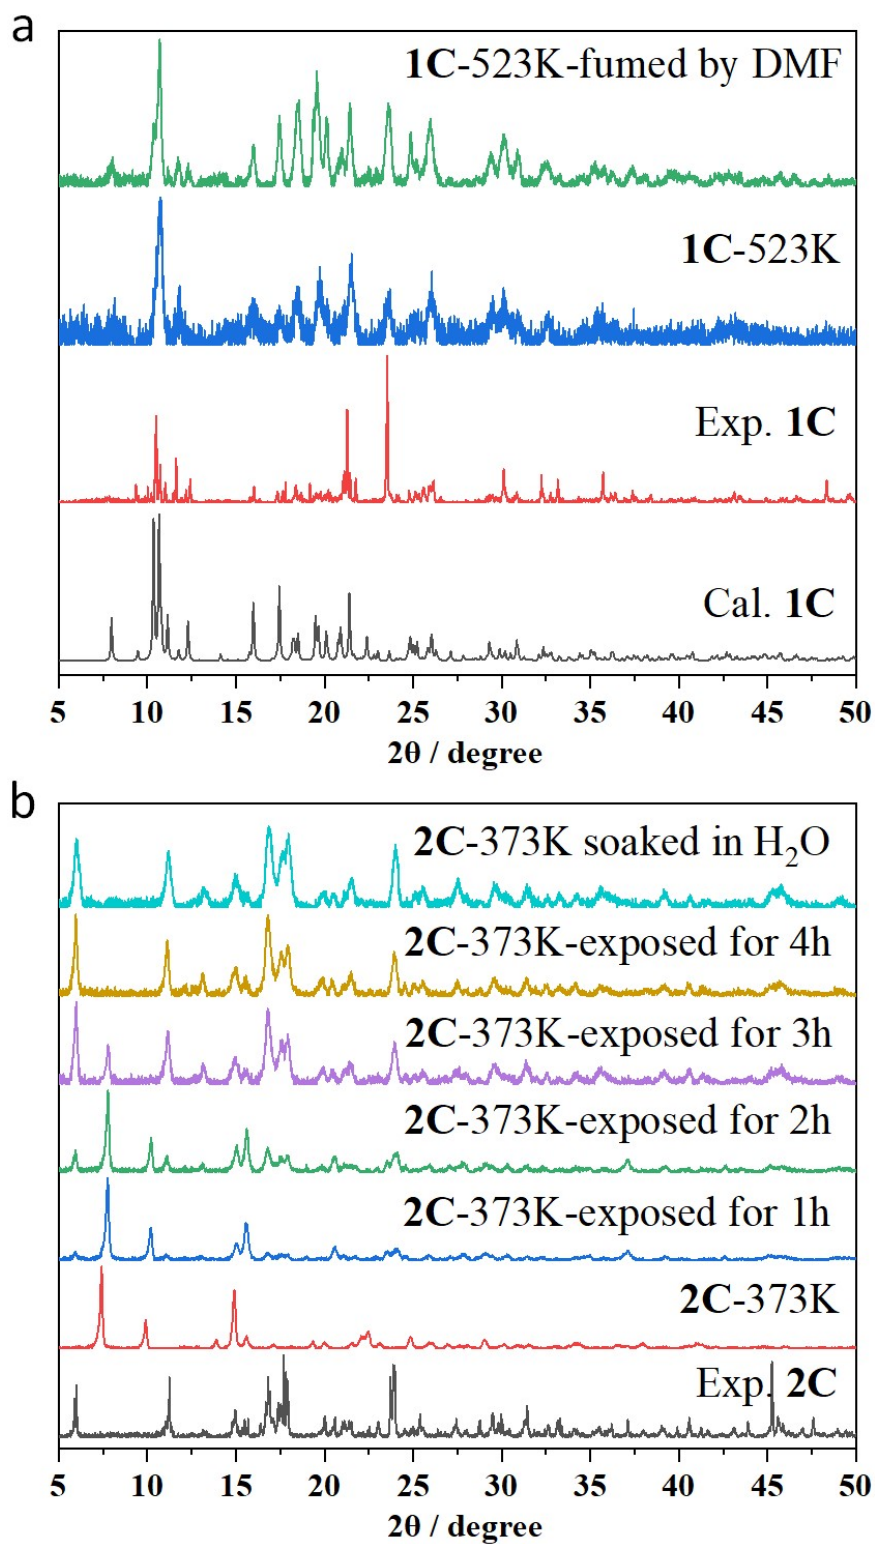 a
1C-523K-fumed by DMF
1C-523K
Exp. 1C
Cal. 1C
5 10 15 20 25 30 35 40 45 50
2θ / degree
b
2C-373K soaked in H₂O
2C-373K-exposed for 4h
2C-373K-exposed for 3h
2C-373K-exposed for 2h
2C-373K-exposed for 1h
2C-373K
Exp. 2C
5 10 15 20 25 30 35 40 45 50
2θ / degree